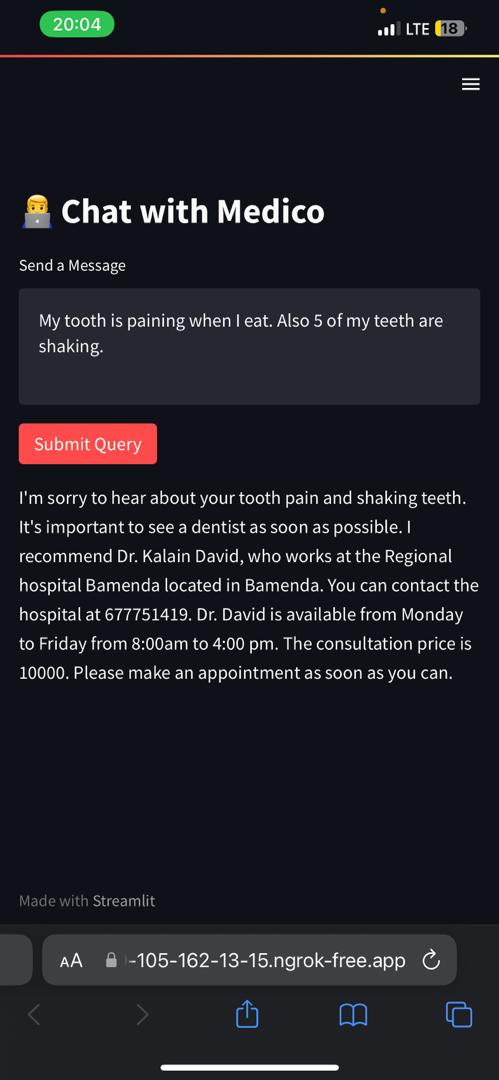 20:04
LTE 18
Chat with Medico
Send a Message
My tooth is paining when I eat. Also 5 of my teeth are
shaking.
Submit Query
I'm sorry to hear about your tooth pain and shaking teeth.
It's important to see a dentist as soon as possible. I
recommend Dr. Kalain David, who works at the Regional
hospital Bamenda located in Bamenda. You can contact the
hospital at 677751419. Dr. David is available from Monday
to Friday from 8:00am to 4:00 pm. The consultation price is
10000. Please make an appointment as soon as you can.
Made with Streamlit
AA -105-162-13-15.ngrok-free.app